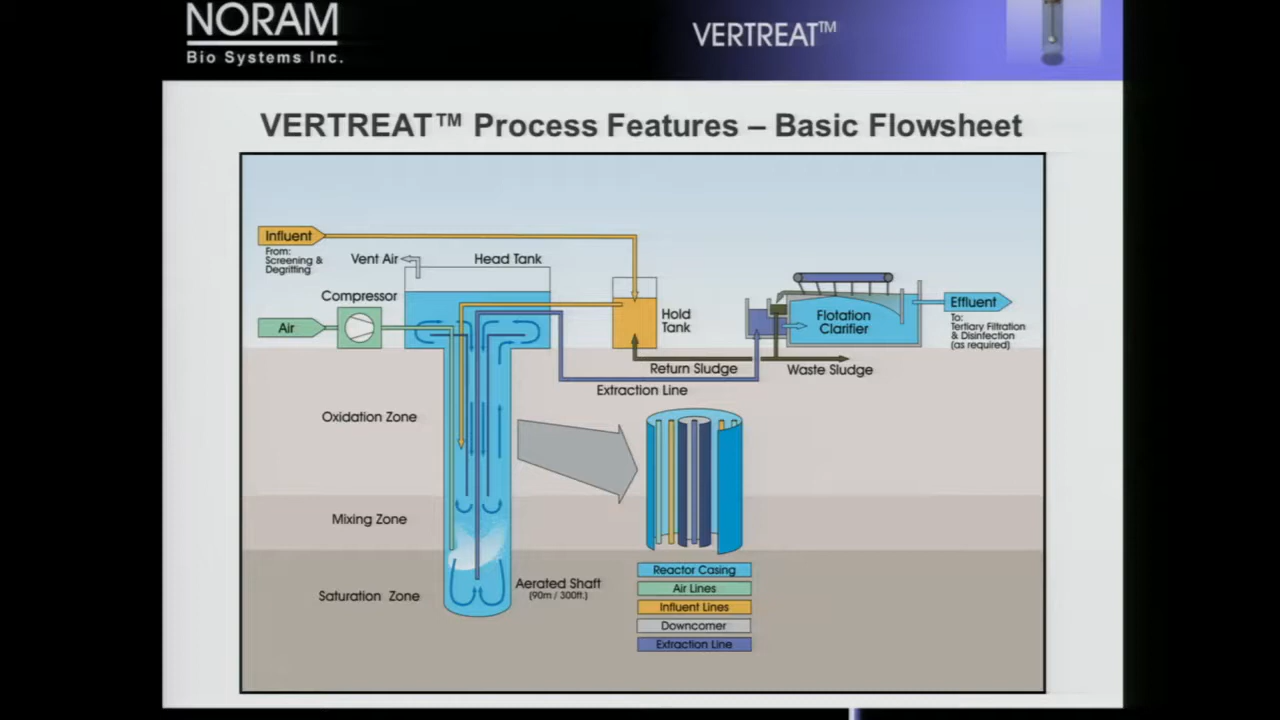 NORAM
Bio Systems Inc.
VERTREAT™
VERTREAT™ Process Features – Basic Flowsheet
Influent
From:
Screening &
Degritting
Vent Air
Head Tank
Compressor
Air
Hold
Tank
Flotation
Clarifier
Effluent
To:
Tertiary Filtration
& Disinfection
(as required)
Return Sludge
Waste Sludge
Extraction Line
Oxidation Zone
Mixing Zone
Saturation Zone
Aerated Shaft
(90m / 300ft.)
Reactor Casing
Air Lines
Influent Lines
Downcomer
Extraction Line